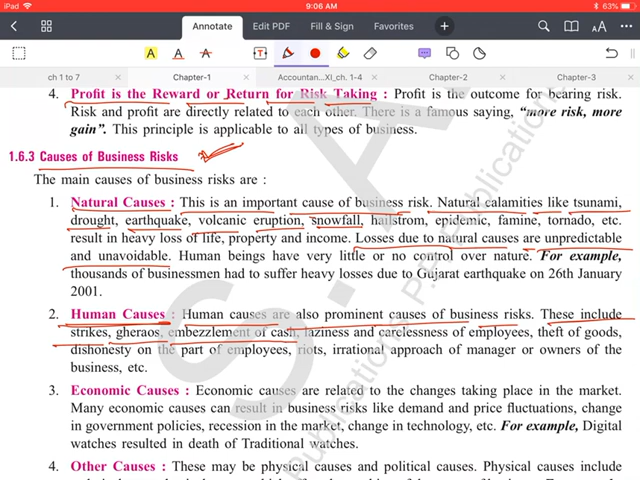 9:06 AM
63%
Annotate
Edit PDF
Fill & Sign
Favorites
ch 1 to 7
Chapter-1
Accountan... XI_ch. 1-4
Chapter-2
Chapter-3
4. Profit is the Reward or Return for Risk Taking : Profit is the outcome for bearing risk.
Risk and profit are directly related to each other. There is a famous saying, "more risk, more
gain". This principle is applicable to all types of business.
1.6.3 Causes of Business Risks
The main causes of business risks are :
1. Natural Causes : This is an important cause of business risk. Natural calamities like tsunami,
drought, earthquake, volcanic eruption, snowfall, hailstrom, epidemic, famine, tornado, etc.
result in heavy loss of life, property and income. Losses due to natural causes are unpredictable
and unavoidable. Human beings have very little or no control over nature. For example,
thousands of businessmen had to suffer heavy losses due to Gujarat earthquake on 26th January
2001.
2. Human Causes : Human causes are also prominent causes of business risks. These include
strikes, gheraos, embezzlement of cash, laziness and carelessness of employees, theft of goods,
dishonesty on the part of employees, riots, irrational approach of manager or owners of the
business, etc.
3. Economic Causes : Economic causes are related to the changes taking place in the market.
Many economic causes can result in business risks like demand and price fluctuations, change
in government policies, recession in the market, change in technology, etc. For example, Digital
watches resulted in death of Traditional watches.
4. Other Causes : These may be physical causes and political causes. Physical causes include